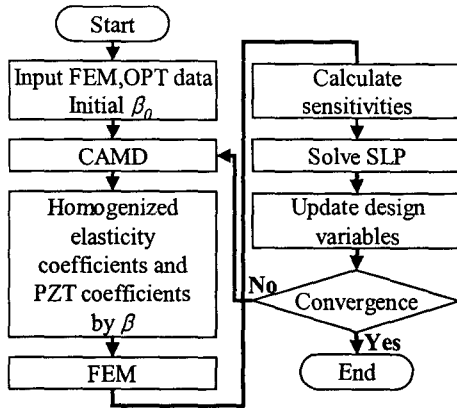 Start
Input FEM,OPT data
Initial β0
CAMD
Homogenized
elasticity
coefficients and
PZT coefficients
by β
FEM
Calculate
sensitivities
Solve SLP
Update design
variables
No
Convergence
Yes
End